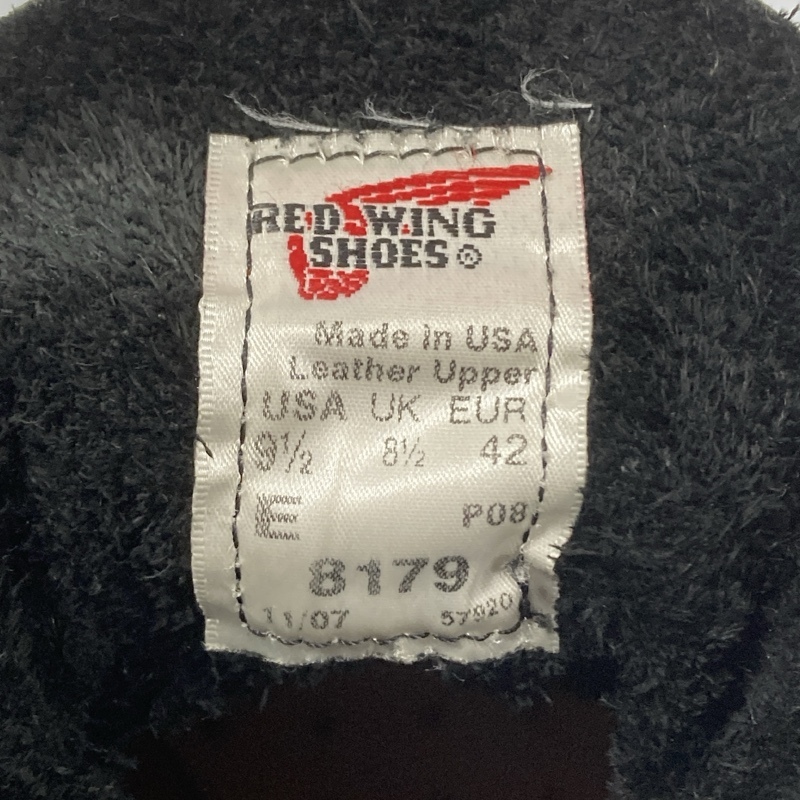 RED WING
SHOES ®
Made in USA
Leather Upper
USA UK EUR
9½ 8½ 42
E P08
8179
11/07 57920